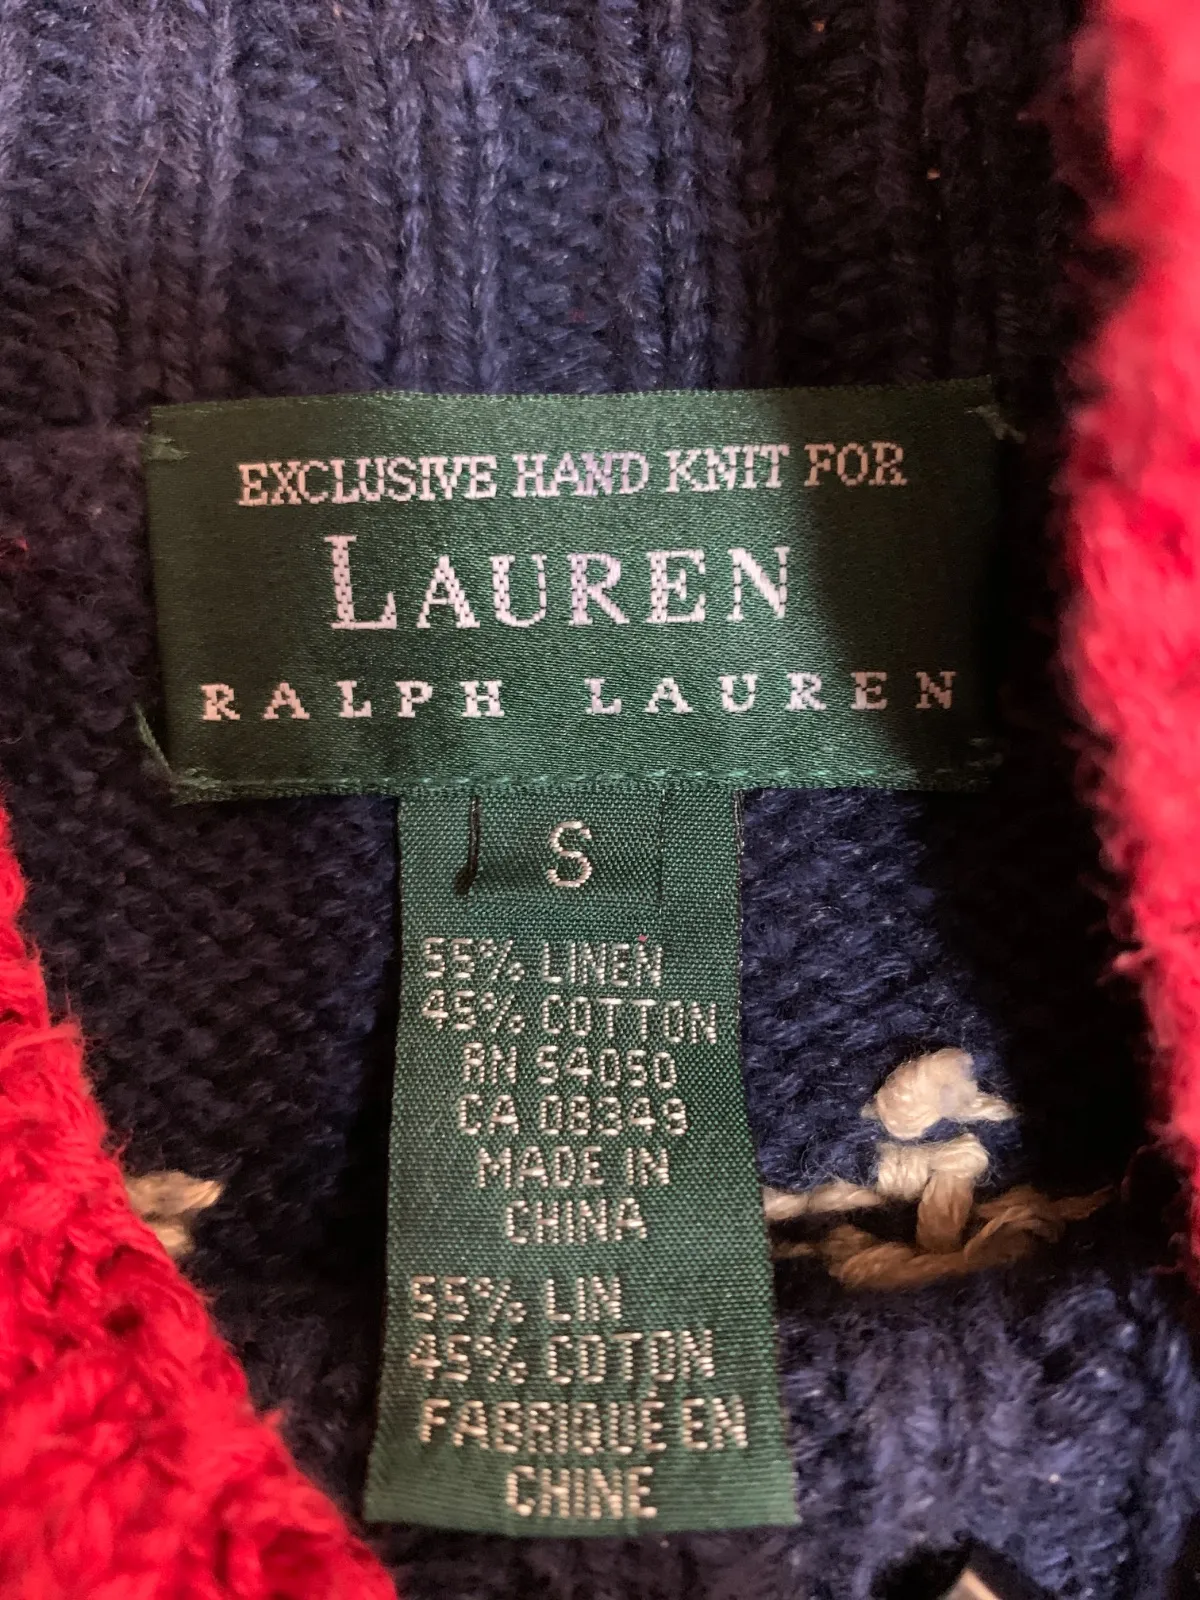 EXCLUSIVE HAND KNIT FOR
LAUREN
RALPH LAUREN
S
55% LINEN
45% COTTON
RN 54050
CA 08349
MADE IN
CHINA
55% LIN
45% COTON
FABRIQUÉ EN
CHINE